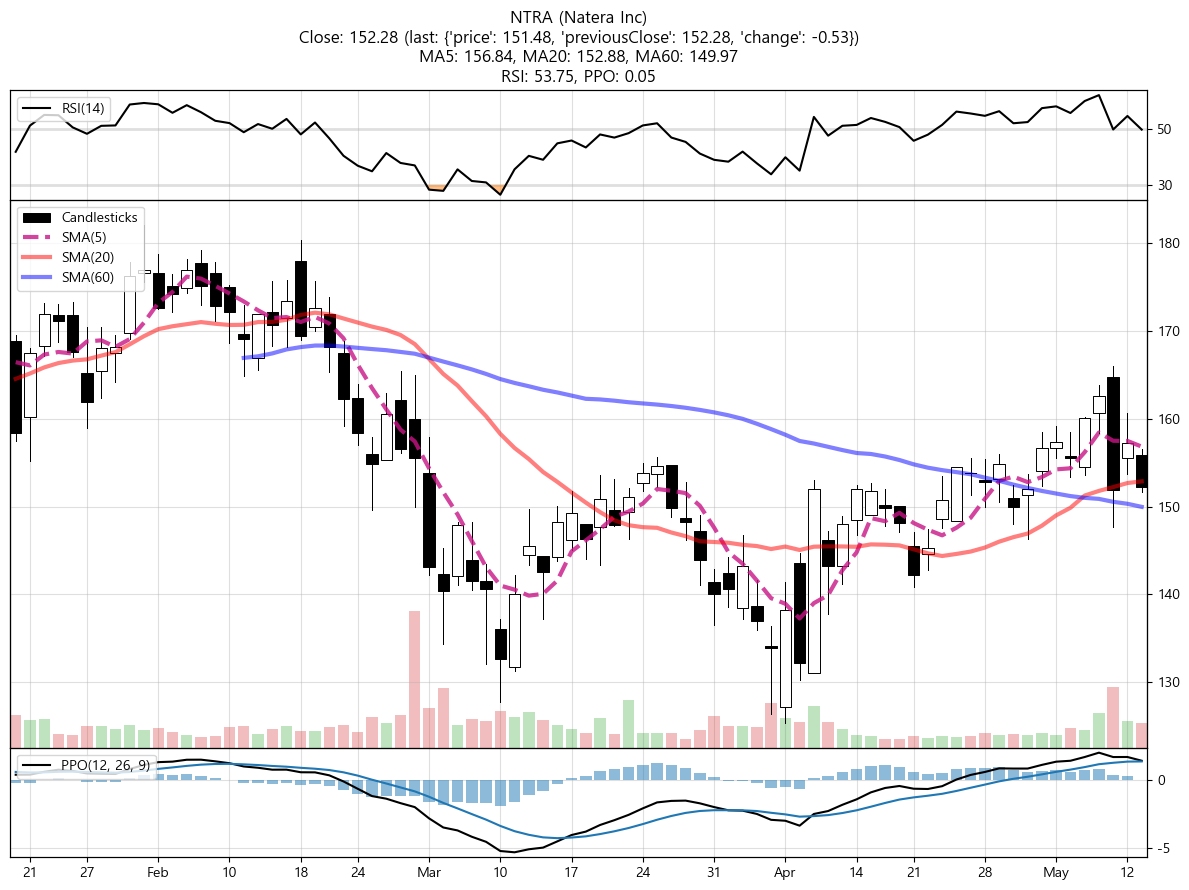 NTRA (Natera Inc)
Close: 152.28 (last: {'price': 151.48, 'previousClose': 152.28, 'change': -0.53})
MA5: 156.84, MA20: 152.88, MA60: 149.97
RSI: 53.75, PPO: 0.05
RSI(14)
50
30
Candlesticks
SMA(5)
SMA(20)
SMA(60)
180
170
160
150
140
130
PPO(12, 26, 9)
0
-5
21 27 Feb 10 18 24 Mar 10 17 24 31 Apr 14 21 28 May 12